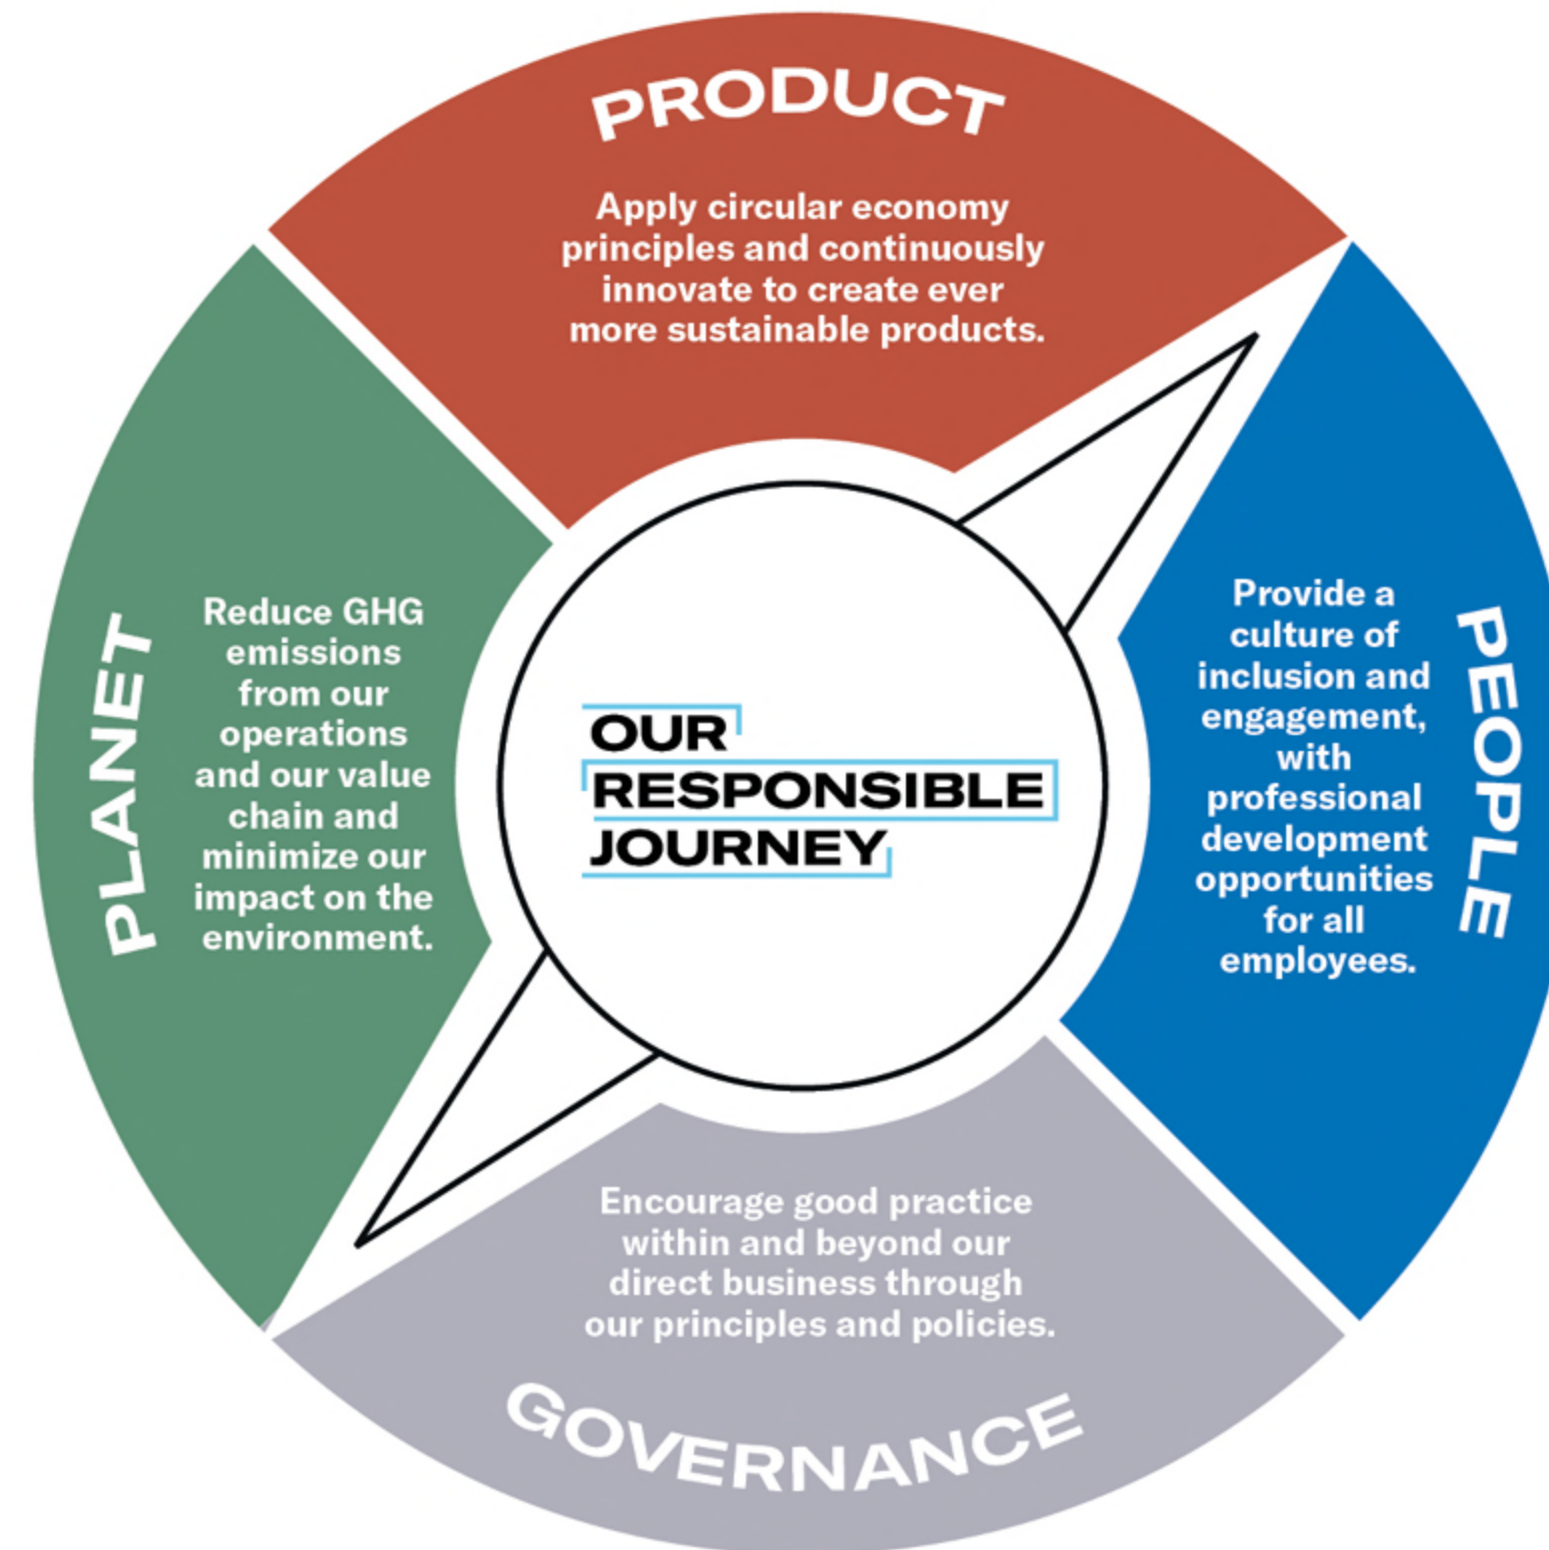 PRODUCT
Apply circular economy
principles and continuously
innovate to create ever
more sustainable products.
PEOPLE
Provide a
culture of
inclusion and
engagement,
with
professional
development
opportunities
for all
employees.
PLANET
Reduce GHG
emissions
from our
operations
and our value
chain and
minimize our
impact on the
environment.
OUR
RESPONSIBLE
JOURNEY
Encourage good practice
within and beyond our
direct business through
our principles and policies.
GOVERNANCE